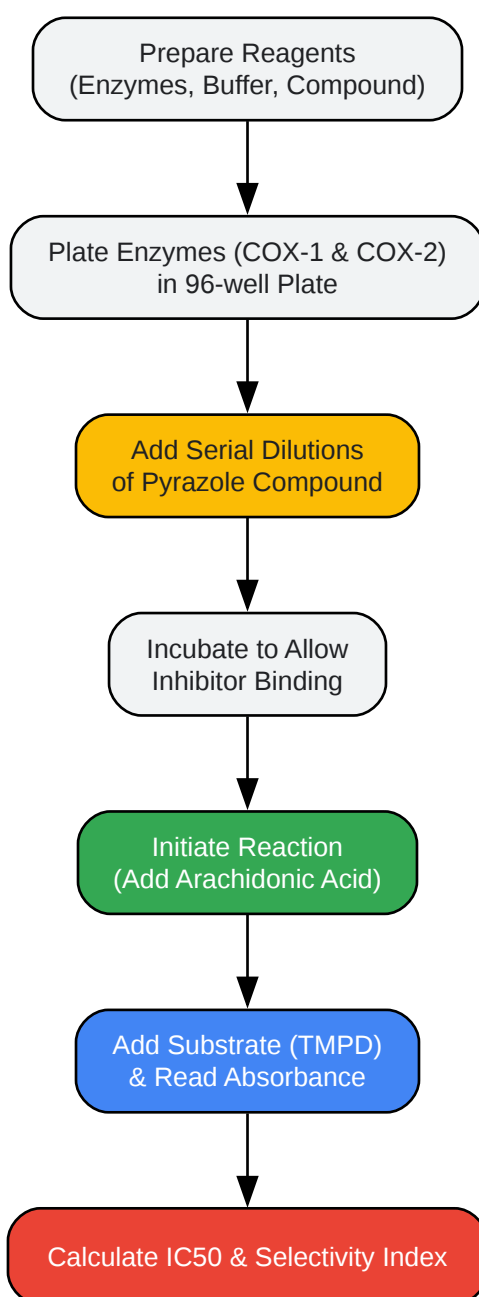 Prepare Reagents
(Enzymes, Buffer, Compound)
Plate Enzymes (COX-1 & COX-2)
in 96-well Plate
Add Serial Dilutions
of Pyrazole Compound
Incubate to Allow
Inhibitor Binding
Initiate Reaction
(Add Arachidonic Acid)
Add Substrate (TMPD)
& Read Absorbance
Calculate IC50 & Selectivity Index